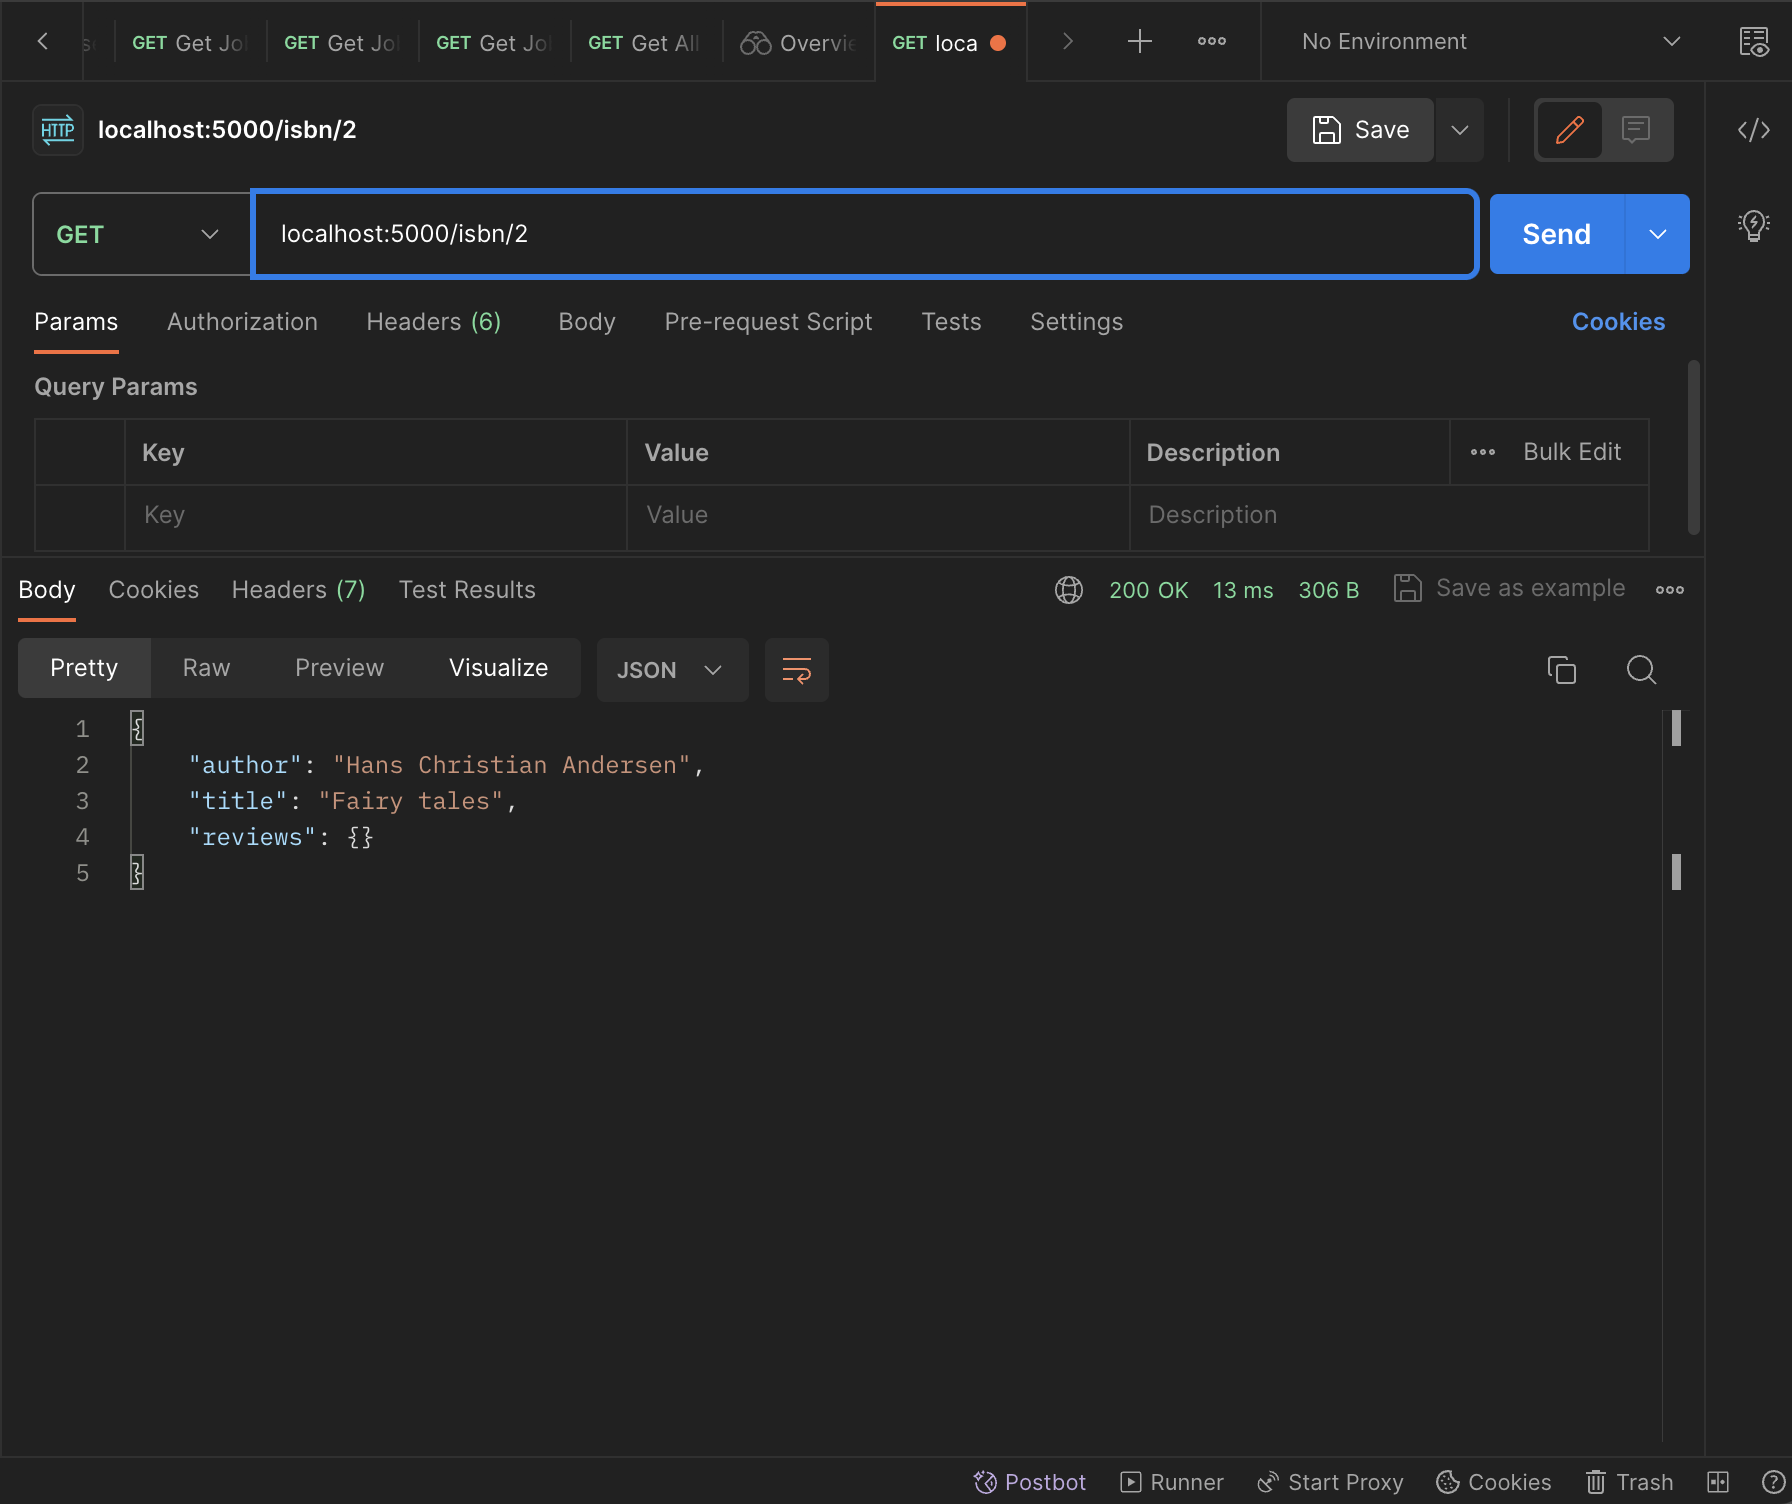 GET Get Jo
GET Get Jo
GET Get Jo
GET Get All
Overvie
GET loca
No Environment
HTTP localhost:5000/isbn/2
Save
GET localhost:5000/isbn/2
Send
Params Authorization Headers (6) Body Pre-request Script Tests Settings Cookies
Query Params
Key Value Description Bulk Edit
Key Value Description
Body Cookies Headers (7) Test Results 200 OK 13 ms 306 B Save as example
Pretty Raw Preview Visualize JSON
1 {
2 "author": "Hans Christian Andersen",
3 "title": "Fairy tales",
4 "reviews": {}
5 }
Postbot Runner Start Proxy Cookies Trash